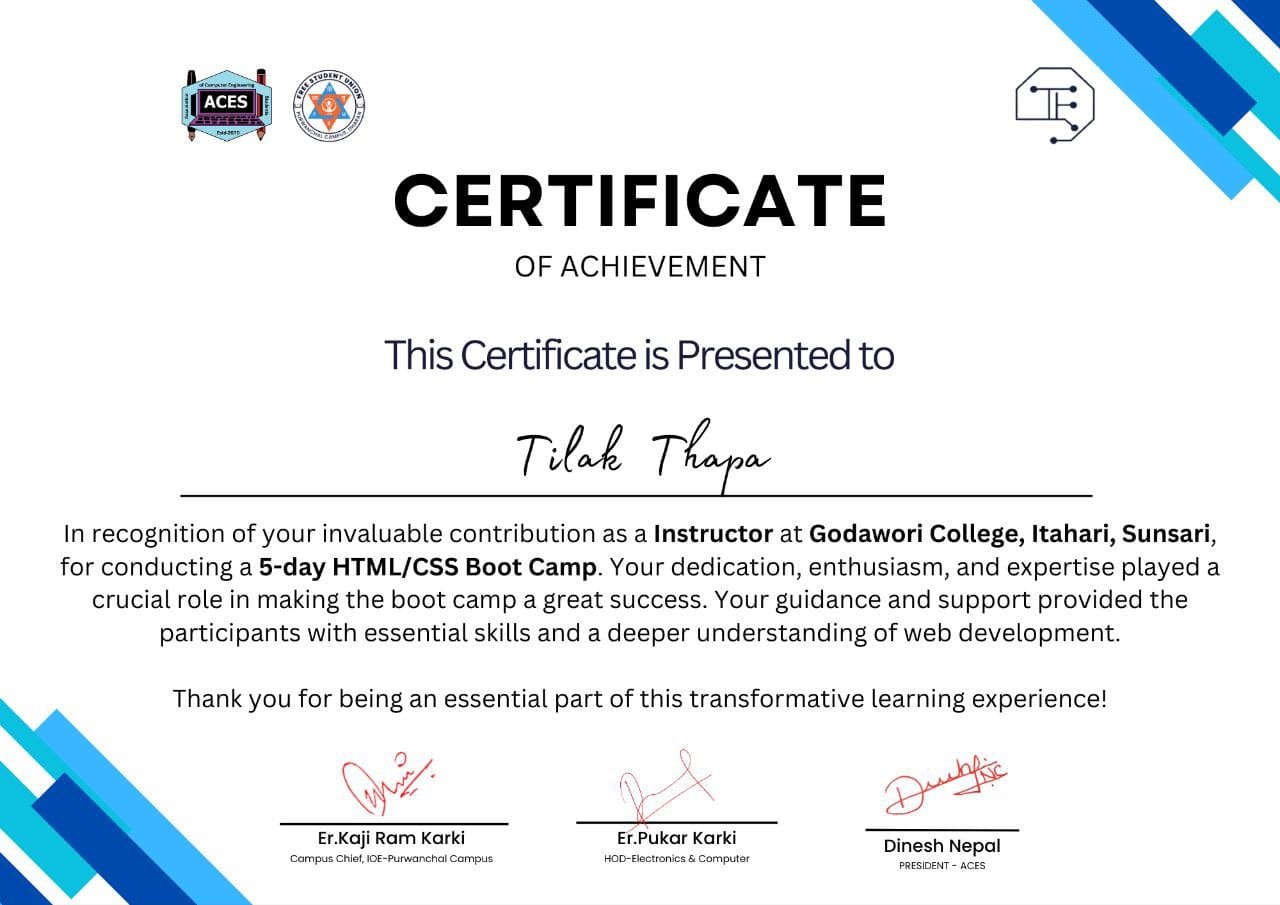 of Computer Engineering
Association
ACES
Students
Estd:2010
FREE STUDENT UNION
PURWANCHAL CAMPUS, DHARAN
CERTIFICATE
OF ACHIEVEMENT
This Certificate is Presented to
Tilak Thapa
In recognition of your invaluable contribution as a Instructor at Godawori College, Itahari, Sunsari,
for conducting a 5-day HTML/CSS Boot Camp. Your dedication, enthusiasm, and expertise played a
crucial role in making the boot camp a great success. Your guidance and support provided the
participants with essential skills and a deeper understanding of web development.
Thank you for being an essential part of this transformative learning experience!
Er.Kaji Ram Karki
Campus Chief, IOE-Purwanchal Campus
Er.Pukar Karki
HOD-Electronics & Computer
Dinesh Nepal
PRESIDENT - ACES